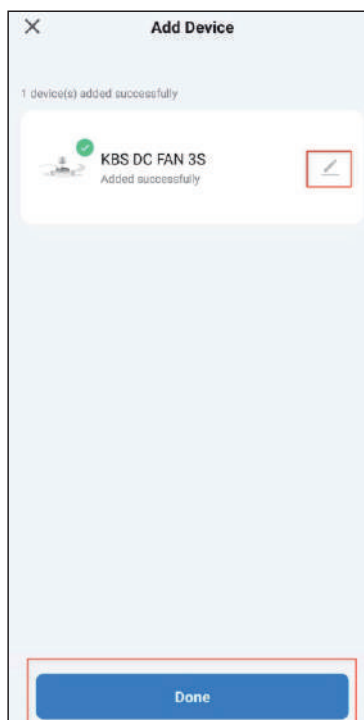 Add Device
1 device(s) added successfully
KBS DC FAN 3S
Added successfully
Done